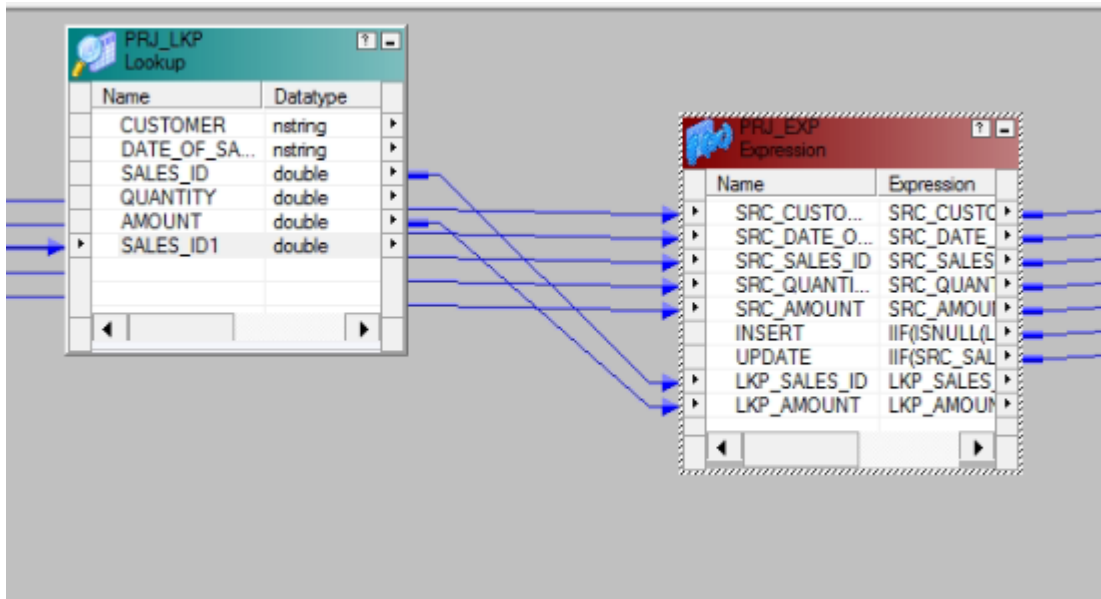 PRJ_LKP
Lookup
Name Datatype
CUSTOMER nstring
DATE_OF_SA... nstring
SALES_ID double
QUANTITY double
AMOUNT double
SALES_ID1 double
PRJ_EXP
Expression
Name Expression
SRC_CUSTO... SRC_CUSTO
SRC_DATE_O... SRC_DATE_
SRC_SALES_ID SRC_SALES
SRC_QUANTI... SRC_QUANT
SRC_AMOUNT SRC_AMOUN
INSERT IIF(ISNULL(L
UPDATE IIF(SRC_SAL
LKP_SALES_ID LKP_SALES_
LKP_AMOUNT LKP_AMOUN